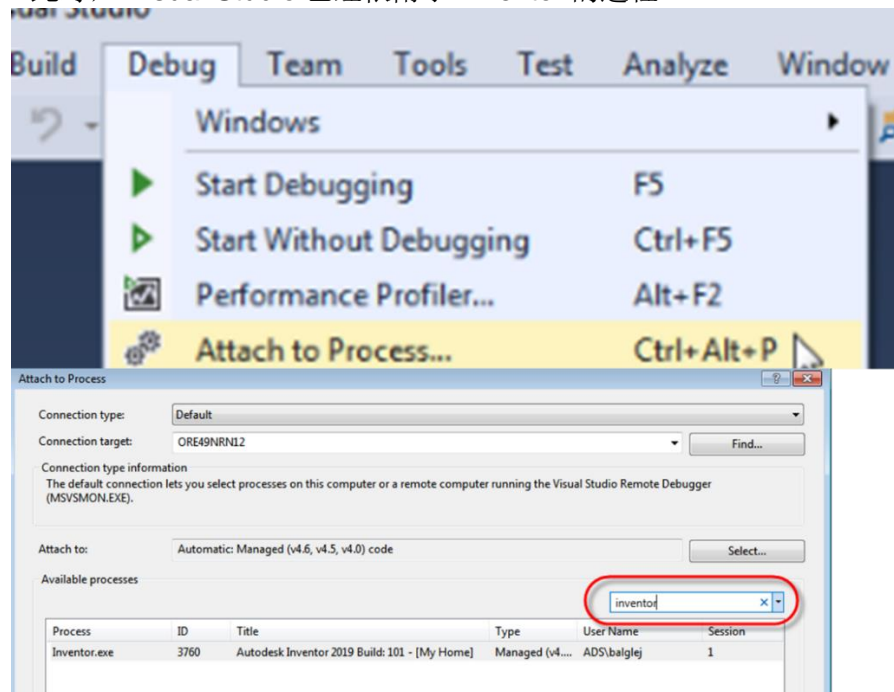 Build Debug Team Tools Test Analyze Window
Windows
Start Debugging F5
Start Without Debugging Ctrl+F5
Performance Profiler... Alt+F2
Attach to Process... Ctrl+Alt+P
Attach to Process
Connection type: Default
Connection target: ORE49NRN12 Find...
Connection type information
The default connection lets you select processes on this computer or a remote computer running the Visual Studio Remote Debugger
(MSVSMON.EXE).
Attach to: Automatic: Managed (v4.6, v4.5, v4.0) code Select...
Available processes
inventor
Process ID Title Type User Name Session
Inventor.exe 3760 Autodesk Inventor 2019 Build: 101 - [My Home] Managed (v4.... ADS\balglej 1